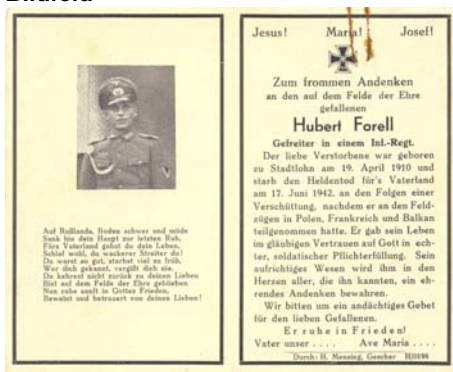 Auf Rußlands Boden schwer und müde
Sank hin dein Haupt zur letzten Ruh,
Fürs Vaterland gabst du dein Leben,
Schlaf wohl, du wackerer Streiter du!
Du warst so gut, starbst viel zu früh,
Wer dich gekannt, vergißt dich nie.
Du kehrest nicht zurück zu deinen Lieben
Bist auf dem Felde der Ehre geblieben
Nun ruhe sanft in Gottes Frieden,
Beweint und betrauert von deinen Lieben!
Jesus! Maria! Josef!
Zum frommen Andenken
an den auf dem Felde der Ehre
gefallenen
Hubert Forell
Gefreiter in einem Inf.-Regt.
Der liebe Verstorbene war geboren
zu Stadtlohn am 19. April 1910 und
starb den Heldentod für's Vaterland
am 17. Juni 1942, an den Folgen einer
Verschüttung, nachdem er an den Feld-
zügen in Polen, Frankreich und Balkan
teilgenommen hatte. Er gab sein Leben
im gläubigen Vertrauen auf Gott in ech-
ter, soldatischer Pflichterfüllung. Sein
aufrichtiges Wesen wird ihm in den
Herzen aller, die ihn kannten, ein eh-
rendes Andenken bewahren.
Wir bitten um ein andächtiges Gebet
für den lieben Gefallenen.
Er ruhe in Frieden!
Vater unser . . . . Ave Maria . . . .
Durch: H. Mensing, Gescher